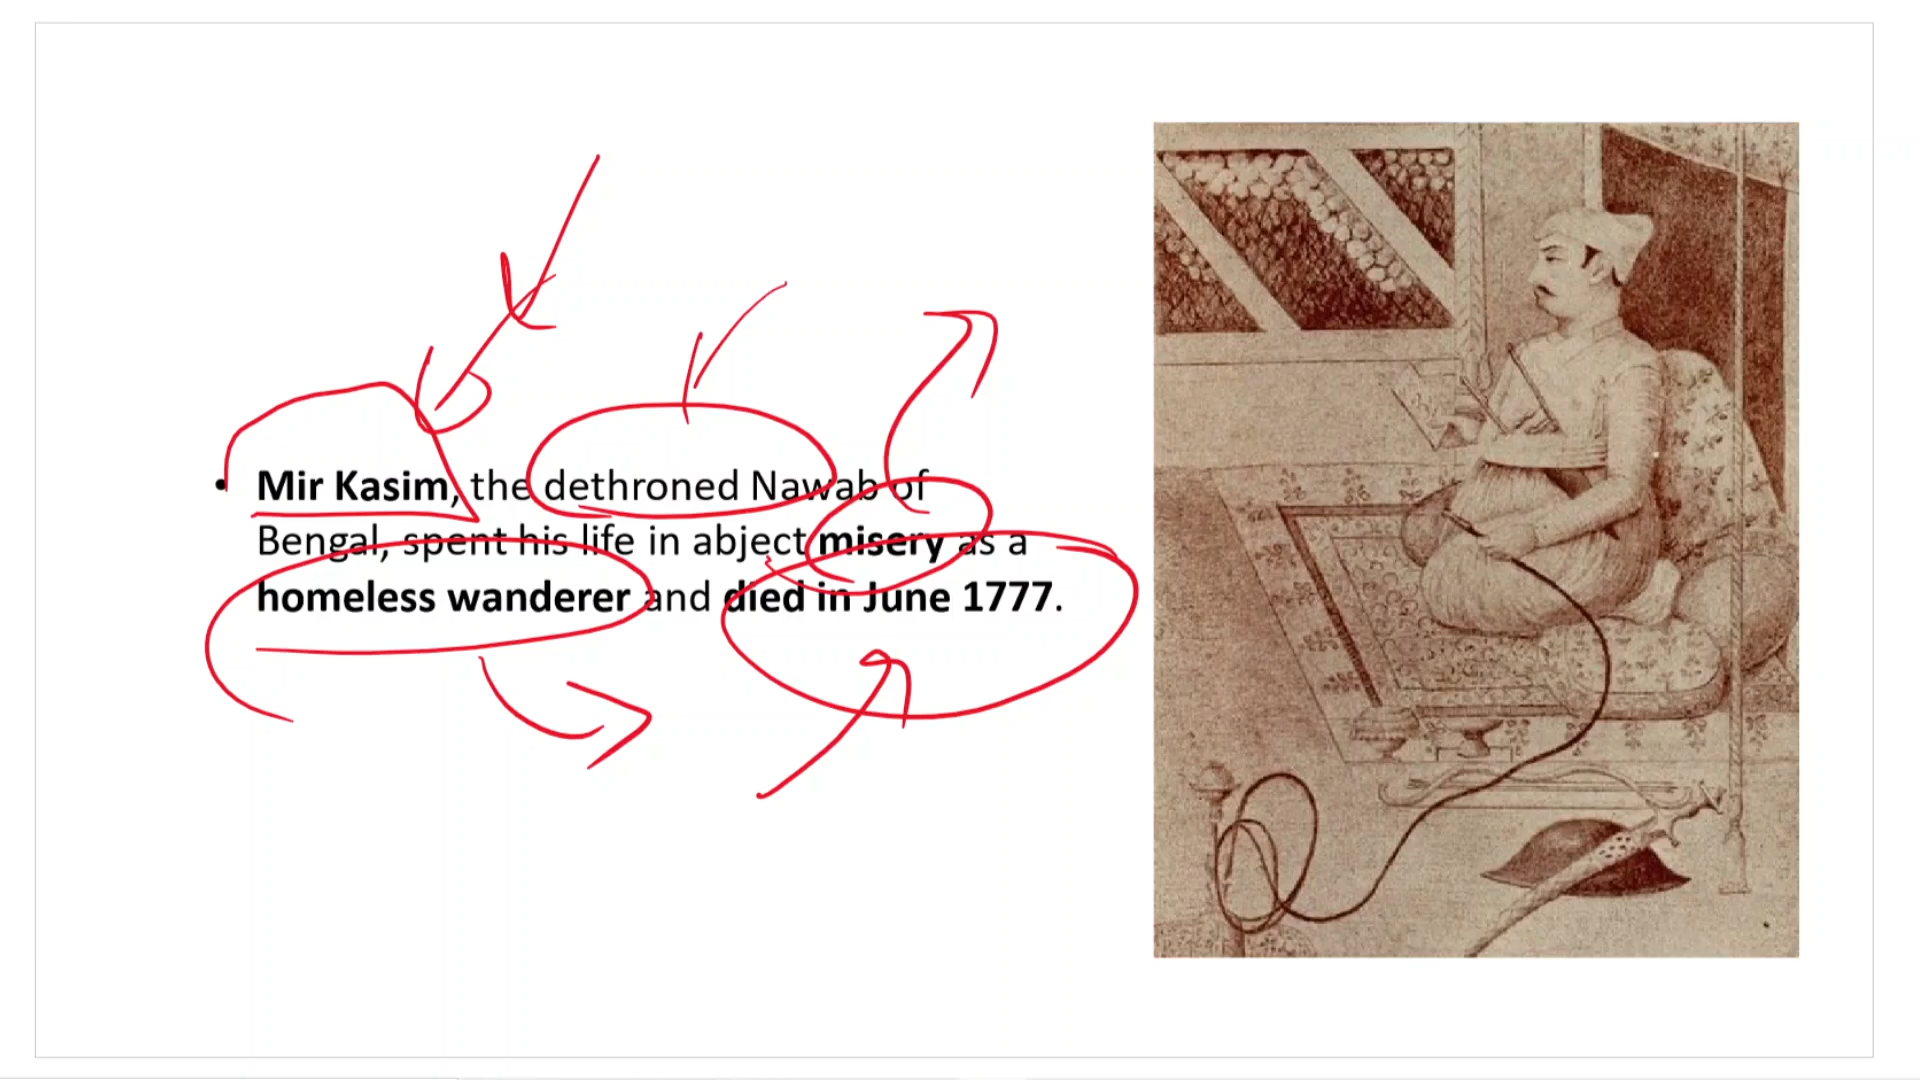 • Mir Kasim, the dethroned Nawab of
Bengal, spent his life in abject misery as a
homeless wanderer and died in June 1777.